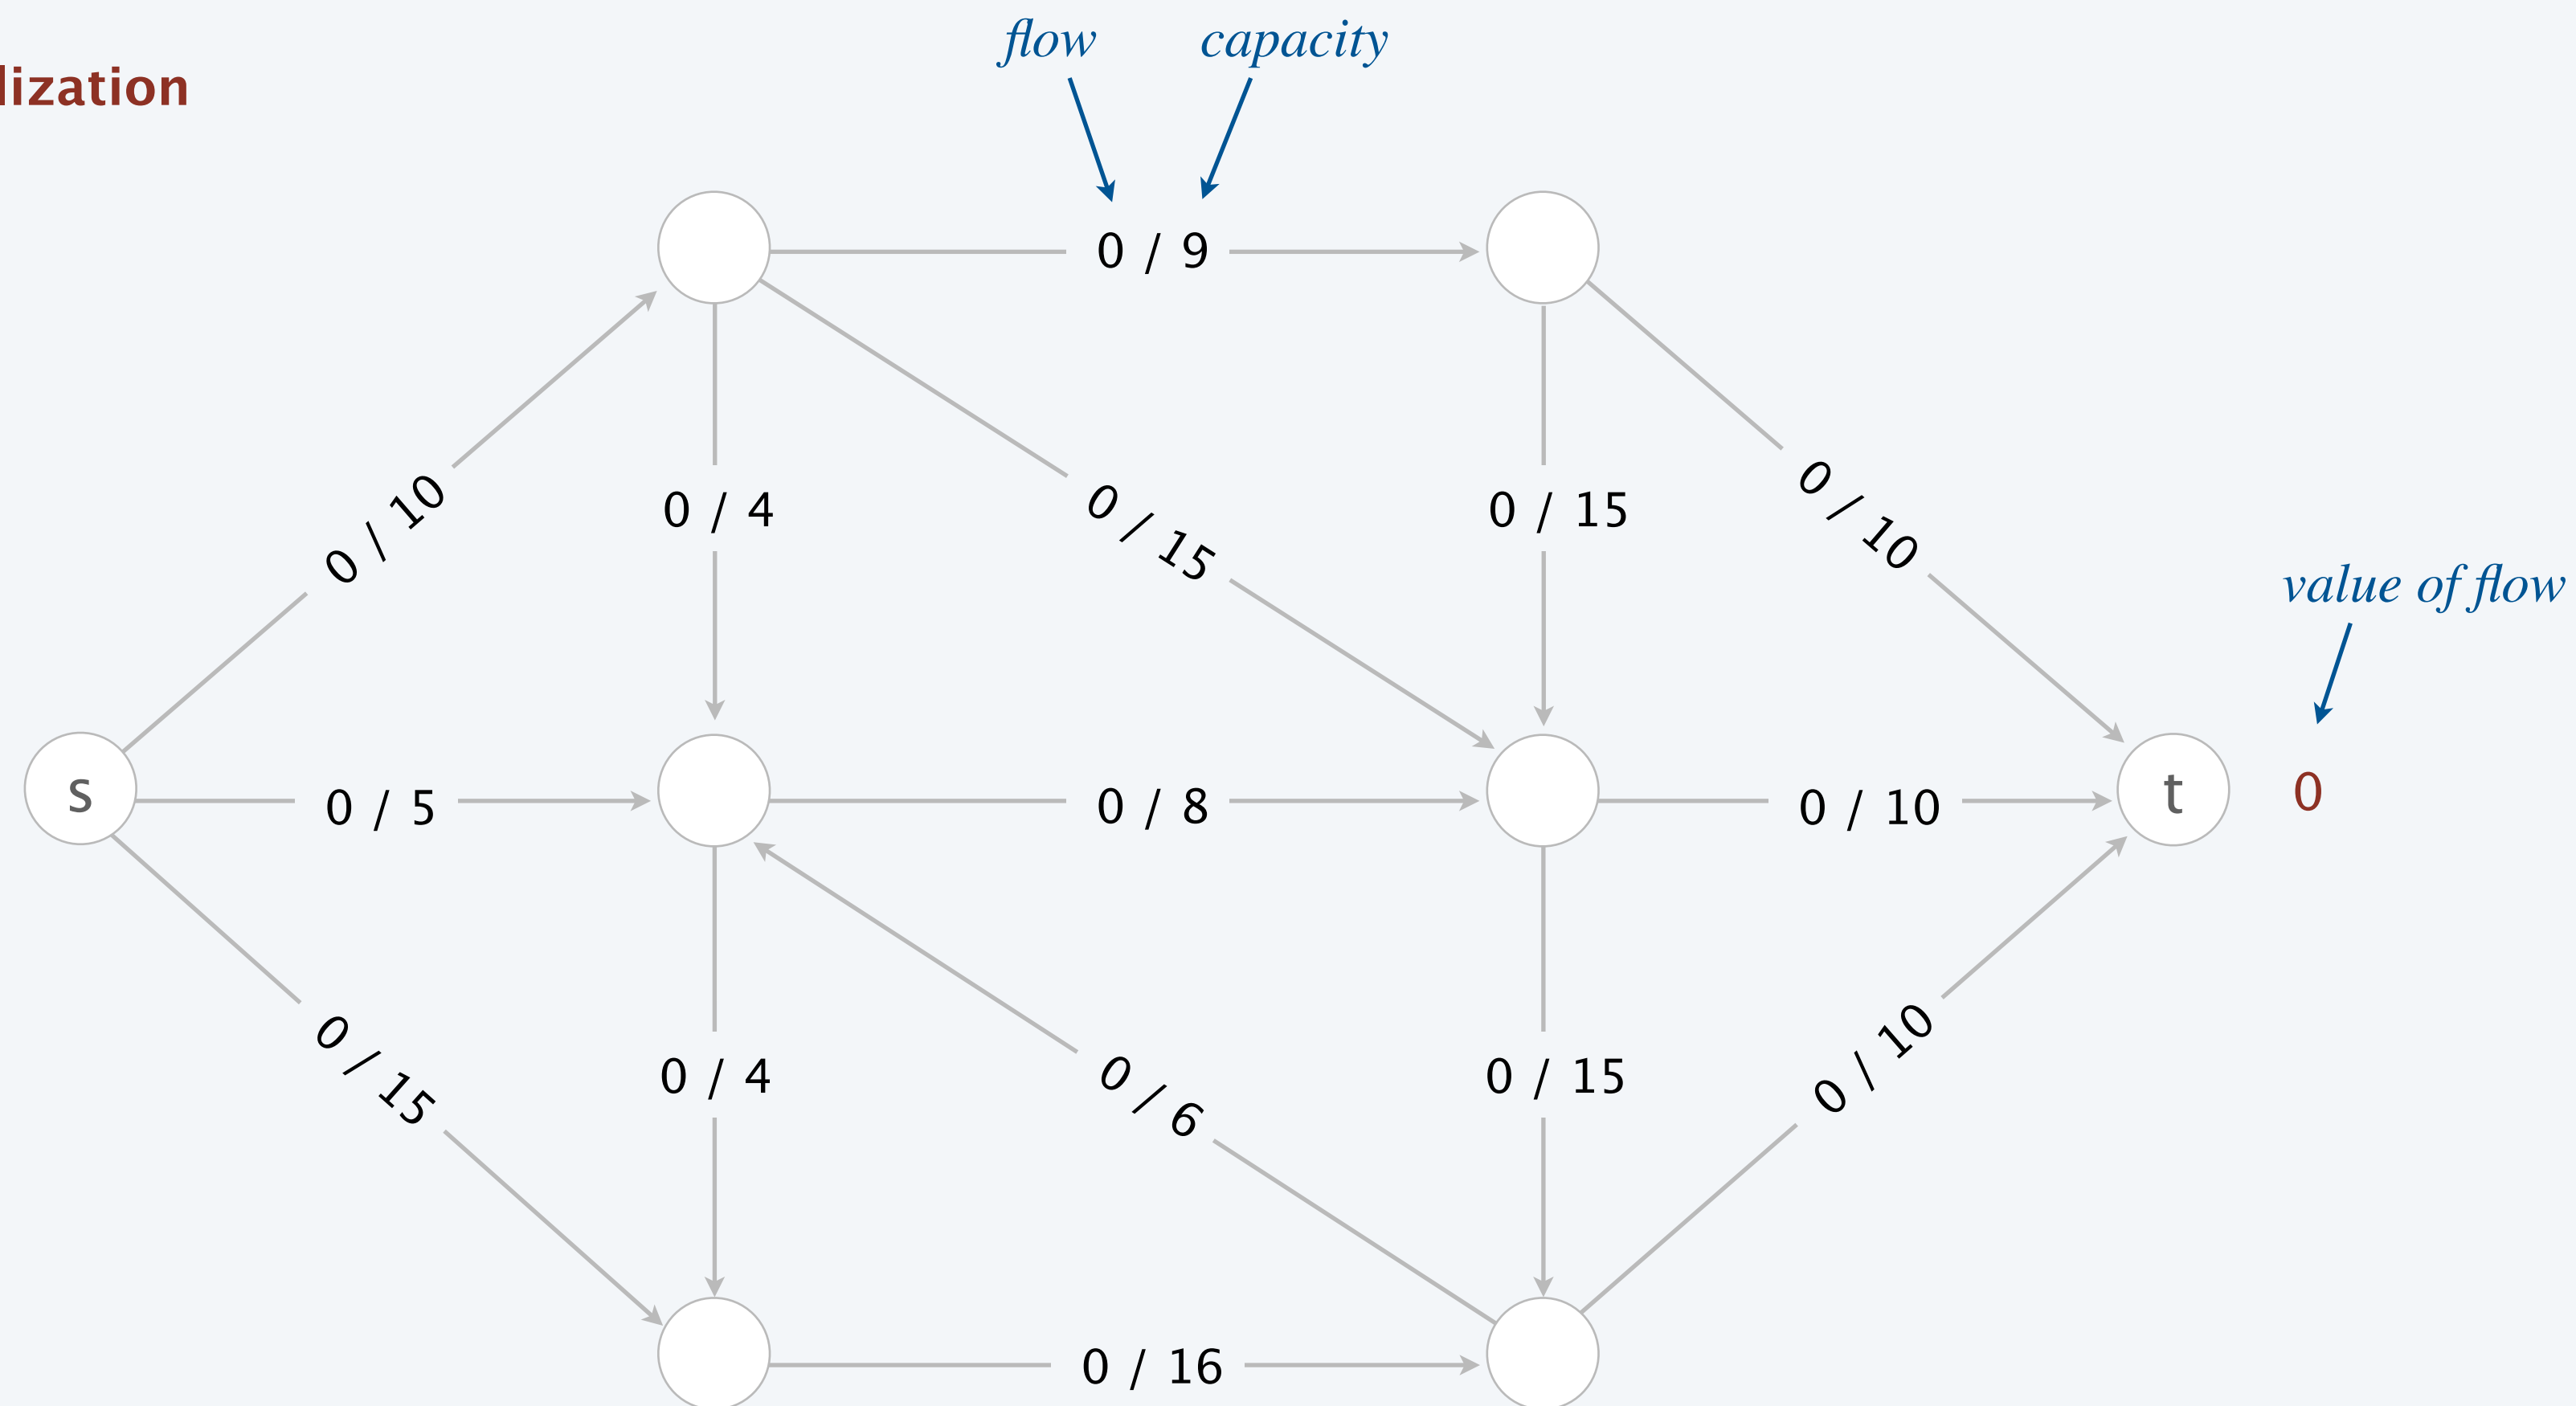 flow capacity
lization
0 / 9
0 / 10
0 / 4
0 / 15
0 / 15
0 / 10
value of flow
s
0 / 5
0 / 8
0 / 10
t
0
0 / 15
0 / 4
0 / 6
0 / 15
0 / 10
0 / 16